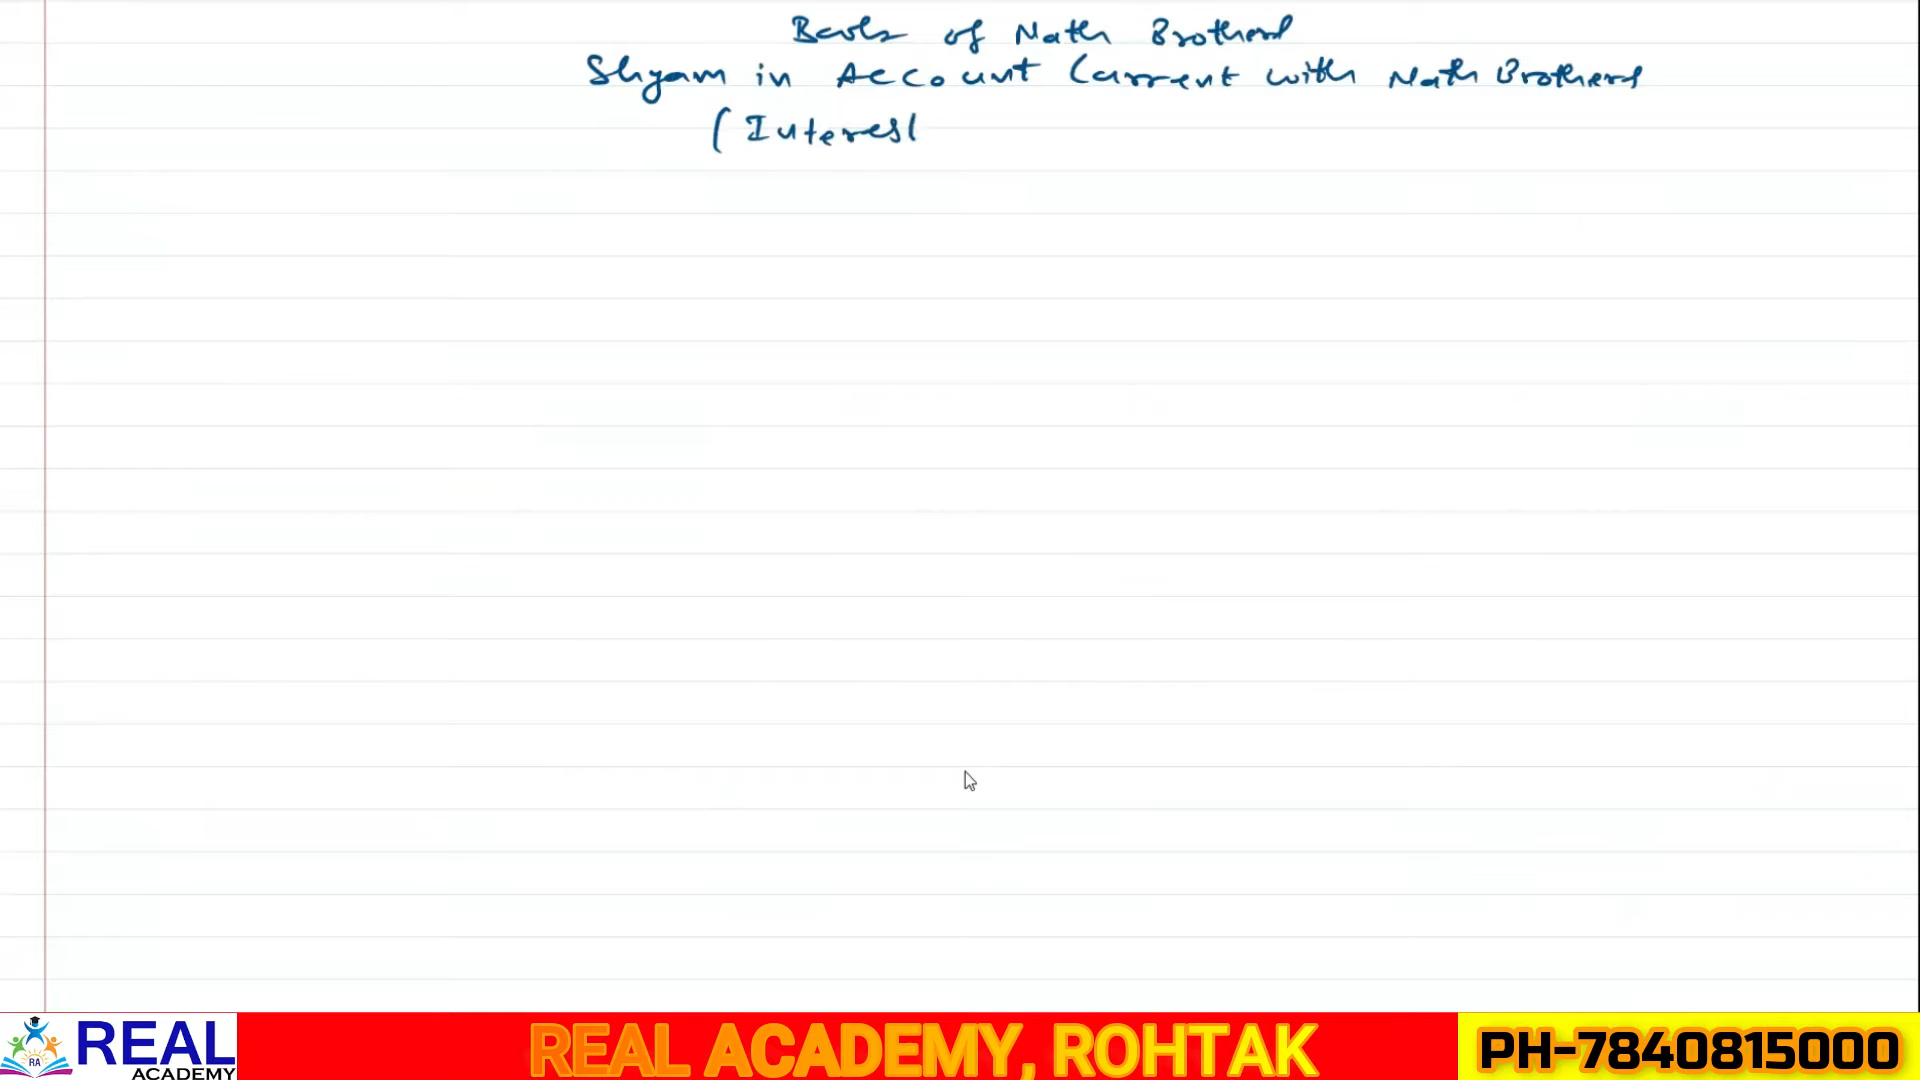 Books of Nath Brothers
Shyam in Account Current with Nath Brothers
(Interest
RA
REAL
ACADEMY
REAL ACADEMY, ROHTAK
PH-7840815000